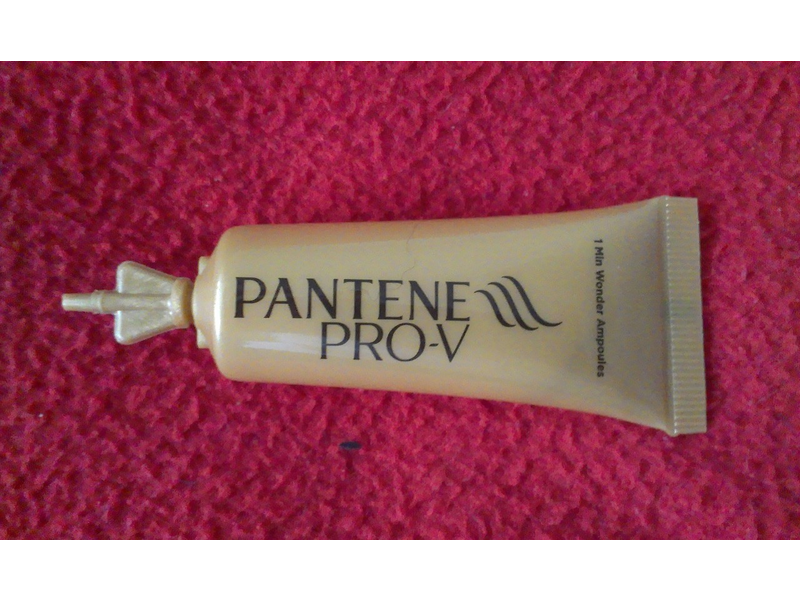 PANTENE
PRO-V
1 Min Wonder Ampoules